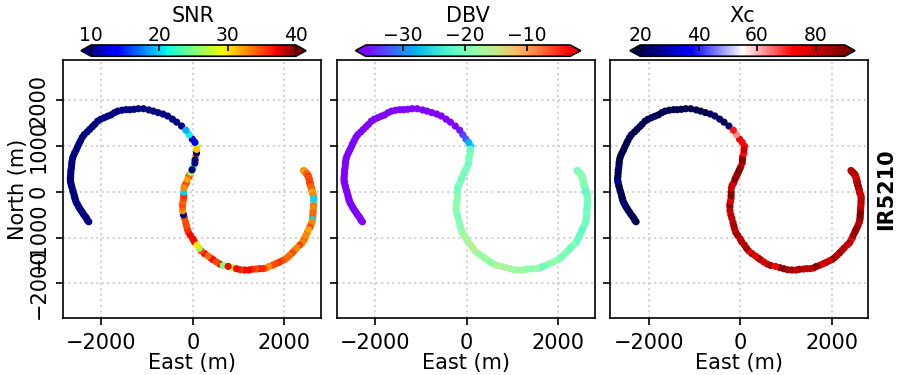 SNR DBV Xc
10 20 30 40 −30 −20 −10 20 40 60 80
North (m)
2000
1000
0
−1000
−2000
−2000 0 2000 −2000 0 2000 −2000 0 2000
East (m) East (m) East (m)
IR5210